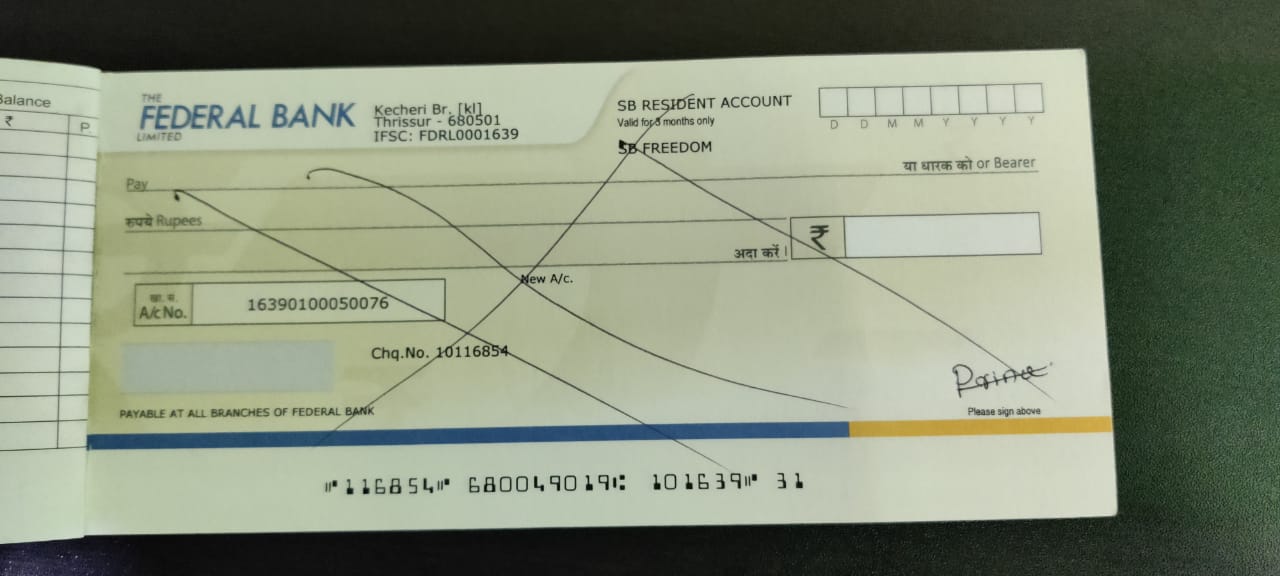 Balance
₹ P.
THE
FEDERAL BANK
LIMITED
Kecheri Br. [kl]
Thrissur - 680501
IFSC: FDRL0001639
SB RESIDENT ACCOUNT
Valid for 3 months only
SB FREEDOM
D D M M Y Y Y Y
Pay
या धारक को or Bearer
रुपये Rupees
अदा करें। ₹
New A/c.
खा. स.
A/c No. 16390100050076
Chq.No. 10116854
Prince
Please sign above
PAYABLE AT ALL BRANCHES OF FEDERAL BANK
⑈116854⑈ 680049019⑆ 101639⑈ 31